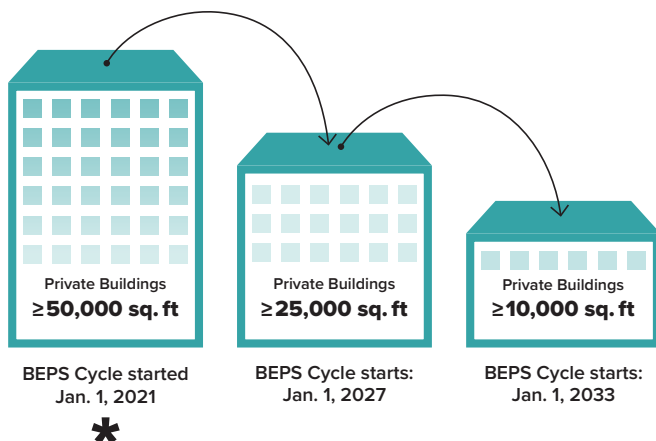 Private Buildings
≥50,000 sq. ft
BEPS Cycle started
Jan. 1, 2021
*
Private Buildings
≥25,000 sq. ft
BEPS Cycle starts:
Jan. 1, 2027
Private Buildings
≥10,000 sq. ft
BEPS Cycle starts:
Jan. 1, 2033